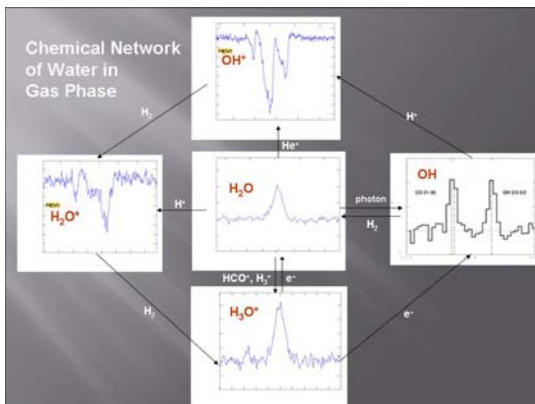 Chemical Network
of Water in
Gas Phase
OH⁺
H₂
H⁺
He⁺
H₂O⁺
H⁺
H₂O
photon
H₂
OH
HCO⁺, H₃⁺
e⁻
H₂
H₃O⁺
e⁻